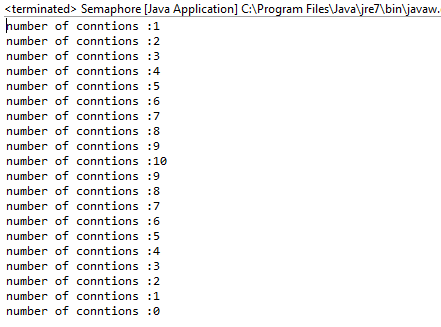 <terminated> Semaphore [Java Application] C:\Program Files\Java\jre7\bin\javaw.
number of conntions :1
number of conntions :2
number of conntions :3
number of conntions :4
number of conntions :5
number of conntions :6
number of conntions :7
number of conntions :8
number of conntions :9
number of conntions :10
number of conntions :9
number of conntions :8
number of conntions :7
number of conntions :6
number of conntions :5
number of conntions :4
number of conntions :3
number of conntions :2
number of conntions :1
number of conntions :0